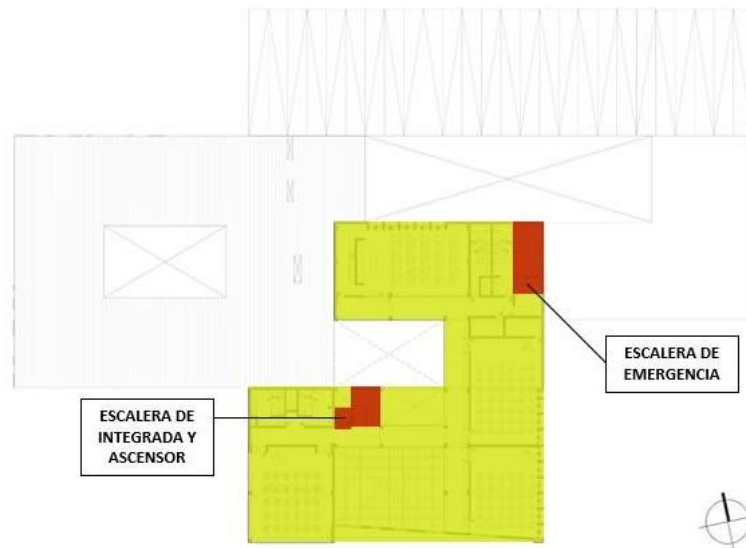 ESCALERA DE
EMERGENCIA
ESCALERA DE
INTEGRADA Y
ASCENSOR